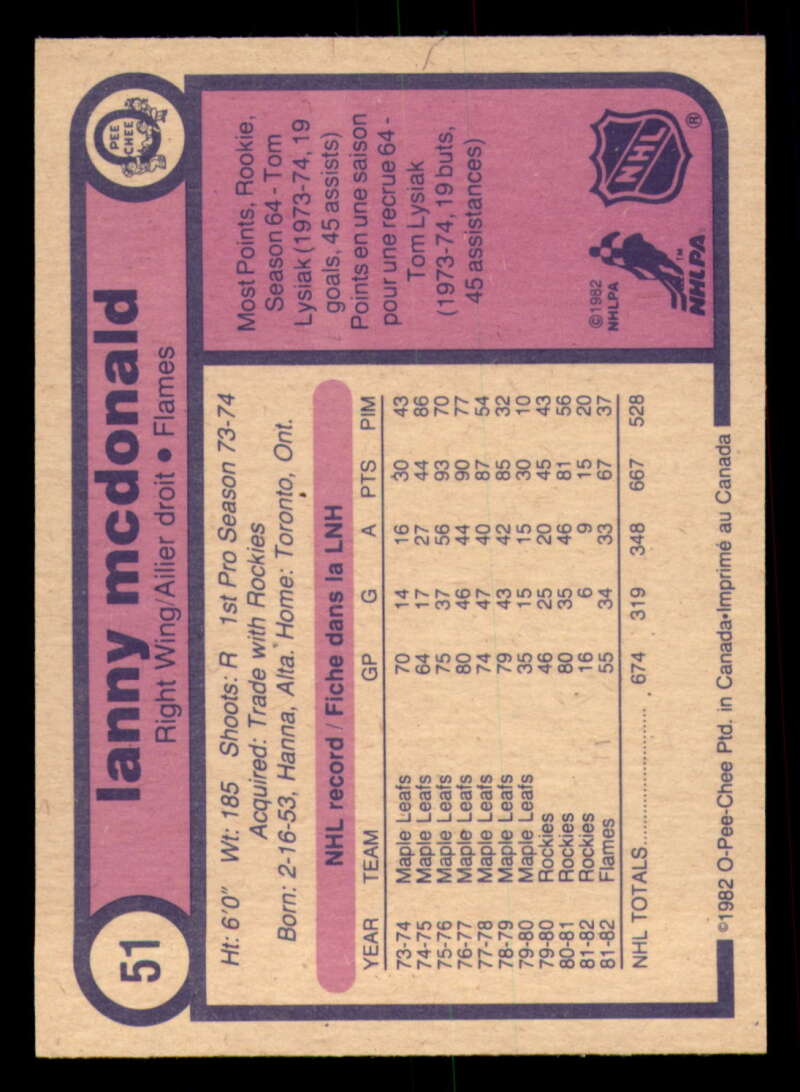 51
lanny mcdonald
Right Wing/Ailier droit • Flames
O
PEE
CHEE
Ht: 6'0" Wt: 185 Shoots: R 1st Pro Season 73-74
Acquired: Trade with Rockies
Born: 2-16-53, Hanna, Alta. Home: Toronto, Ont.
NHL record / Fiche dans la LNH
YEAR TEAM GP G A PTS PIM
73-74 Maple Leafs 70 14 16 30 43
74-75 Maple Leafs 64 17 27 44 86
75-76 Maple Leafs 75 37 56 93 70
76-77 Maple Leafs 80 46 44 90 77
77-78 Maple Leafs 74 47 40 87 54
78-79 Maple Leafs 79 43 42 85 32
79-80 Maple Leafs 35 15 15 30 10
79-80 Rockies 46 25 20 45 43
80-81 Rockies 80 35 46 81 56
81-82 Rockies 16 6 9 15 20
81-82 Flames 55 34 33 67 37
NHL TOTALS........................ 674 319 348 667 528
Most Points, Rookie,
Season 64 - Tom
Lysiak (1973-74, 19
goals, 45 assists)
Points en une saison
pour une recrue 64 -
Tom Lysiak
(1973-74, 19 buts,
45 assistances)
©1982
NHLPA
NHLPA™
NHL
®
©1982 O-Pee-Chee Ptd. in Canada•Imprimé au Canada